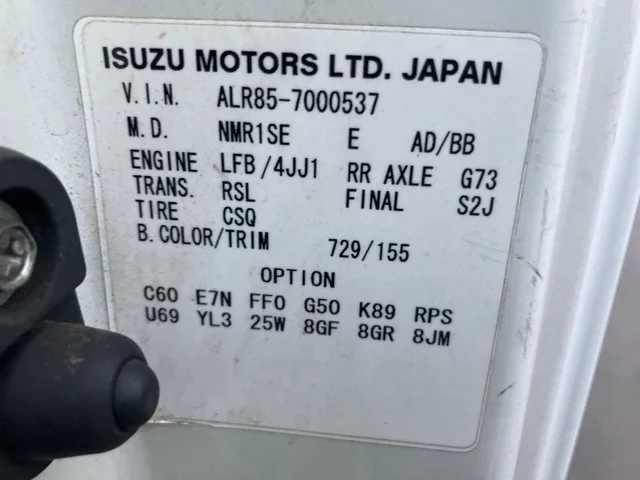 ISUZU MOTORS LTD. JAPAN
V.I.N. ALR85-7000537
M.D. NMR1SE E AD/BB
ENGINE LFB/4JJ1 RR AXLE G73
TRANS. RSL FINAL S2J
TIRE CSQ
B.COLOR/TRIM 729/155
OPTION
C60 E7N FF0 G50 K89 RPS
U69 YL3 25W 8GF 8GR 8JM